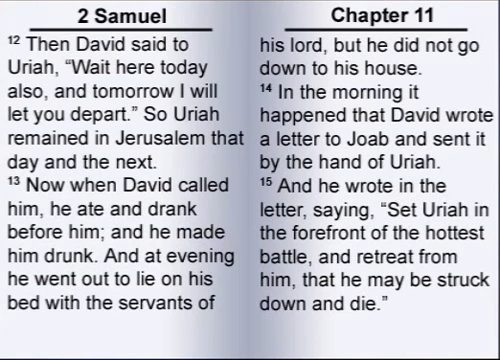 2 Samuel
12 Then David said to
Uriah, “Wait here today
also, and tomorrow I will
let you depart.” So Uriah
remained in Jerusalem that
day and the next.
13 Now when David called
him, he ate and drank
before him; and he made
him drunk. And at evening
he went out to lie on his
bed with the servants of
Chapter 11
his lord, but he did not go
down to his house.
14 In the morning it
happened that David wrote
a letter to Joab and sent it
by the hand of Uriah.
15 And he wrote in the
letter, saying, “Set Uriah in
the forefront of the hottest
battle, and retreat from
him, that he may be struck
down and die.”